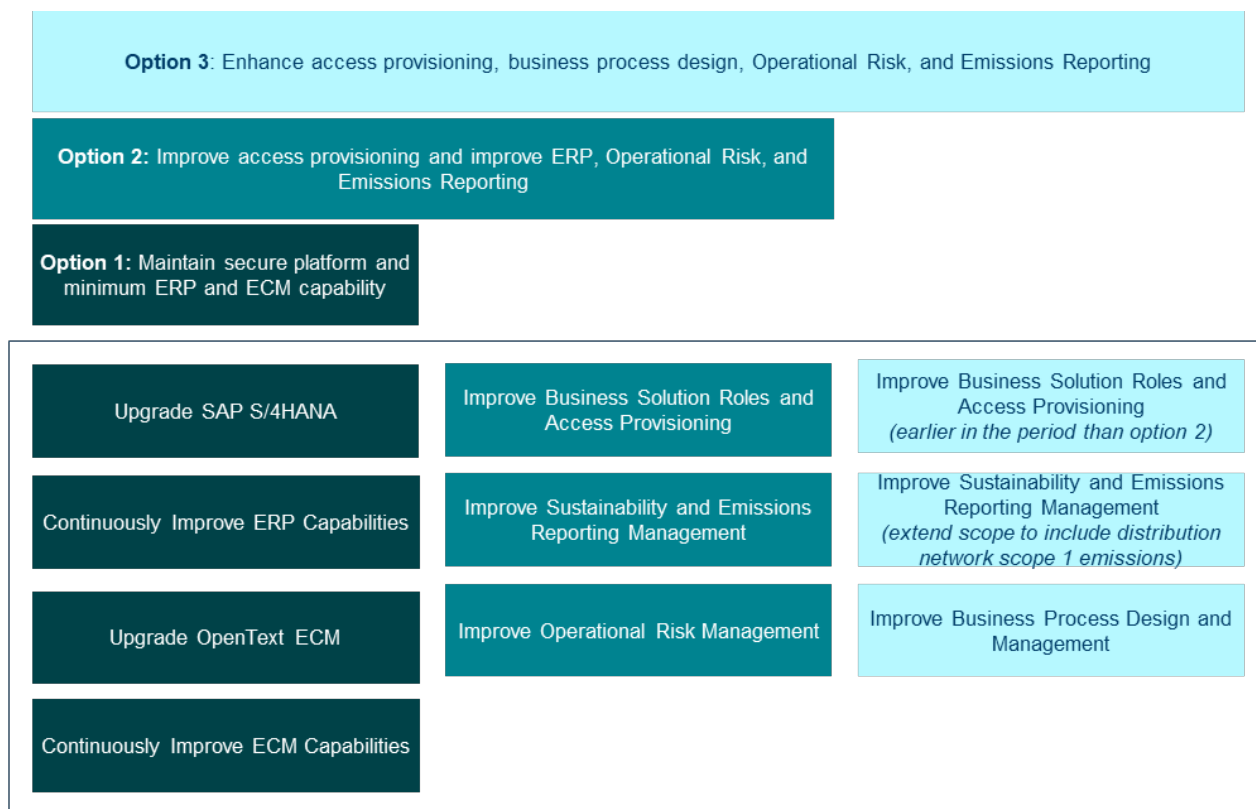 Option 3: Enhance access provisioning, business process design, Operational Risk, and Emissions Reporting
Option 2: Improve access provisioning and improve ERP, Operational Risk, and
Emissions Reporting
Option 1: Maintain secure platform and
minimum ERP and ECM capability
Upgrade SAP S/4HANA
Improve Business Solution Roles and
Access Provisioning
Improve Business Solution Roles and
Access Provisioning
(earlier in the period than option 2)
Continuously Improve ERP Capabilities
Improve Sustainability and Emissions
Reporting Management
Improve Sustainability and Emissions
Reporting Management
(extend scope to include distribution
network scope 1 emissions)
Upgrade OpenText ECM
Improve Operational Risk Management
Improve Business Process Design and
Management
Continuously Improve ECM Capabilities